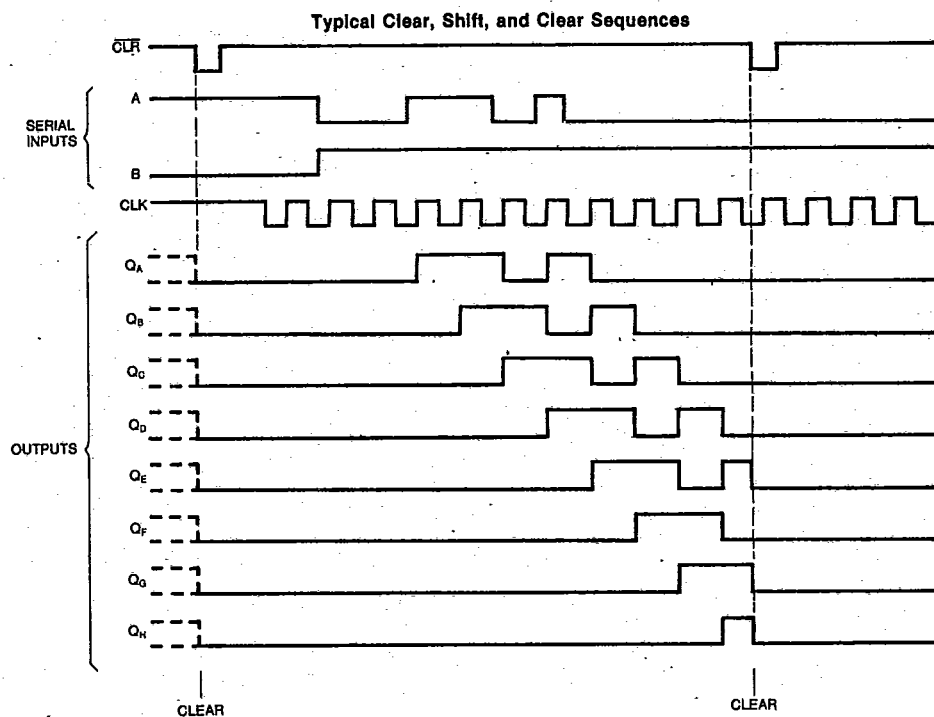 Typical Clear, Shift, and Clear Sequences
CLR
A
SERIAL
INPUTS
B
CLK
QA
QB
QC
QD
OUTPUTS
QE
QF
QG
QH
CLEAR
CLEAR